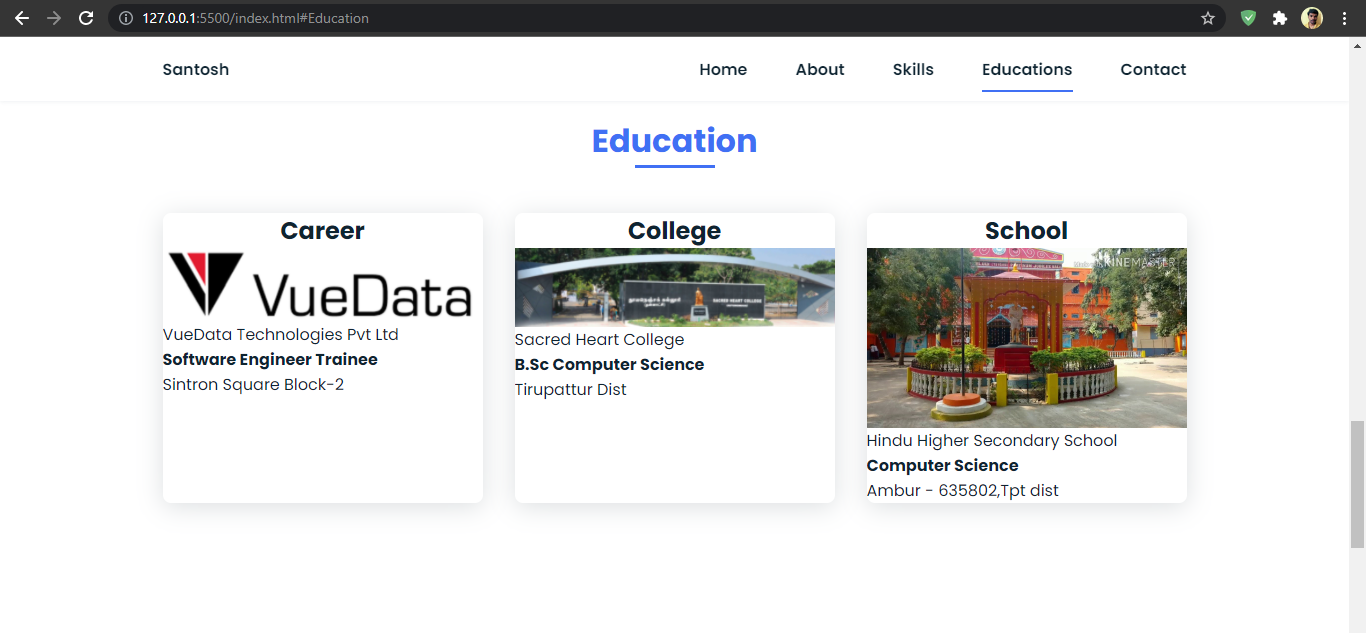 127.0.0.1:5500/index.html#Education
Santosh
Home
About
Skills
Educations
Contact
Education
Career
VueData
VueData Technologies Pvt Ltd
Software Engineer Trainee
Sintron Square Block-2
College
SACRED HEART COLLEGE
Sacred Heart College
B.Sc Computer Science
Tirupattur Dist
School
KINEMASTER
Hindu Higher Secondary School
Computer Science
Ambur - 635802,Tpt dist